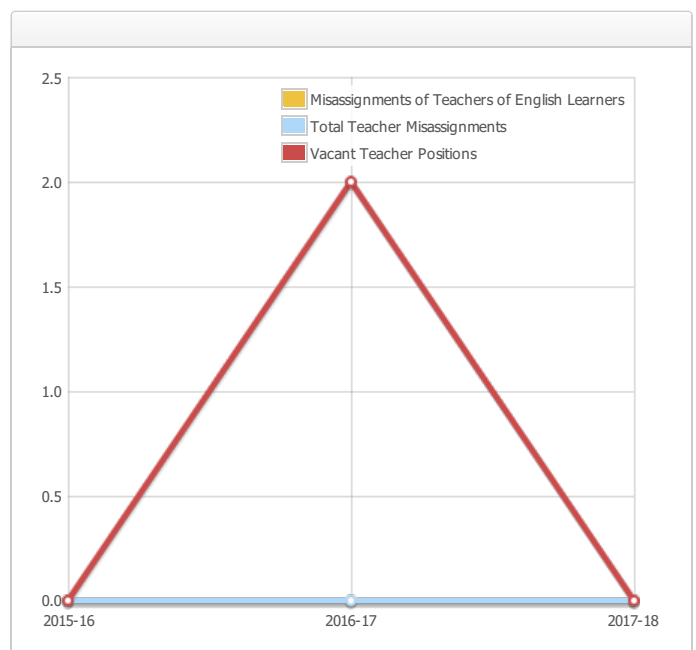 2.5
Misassignments of Teachers of English Learners
Total Teacher Misassignments
Vacant Teacher Positions
2.0
1.5
1.0
0.5
0.0
2015-16 2016-17 2017-18